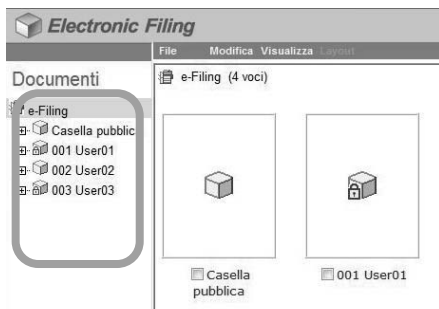 Electronic Filing
File Modifica Visualizza Layout
Documenti
e-Filing (4 voci)
e-Filing
Casella pubblic
001 User01
002 User02
003 User03
Casella
pubblica
001 User01